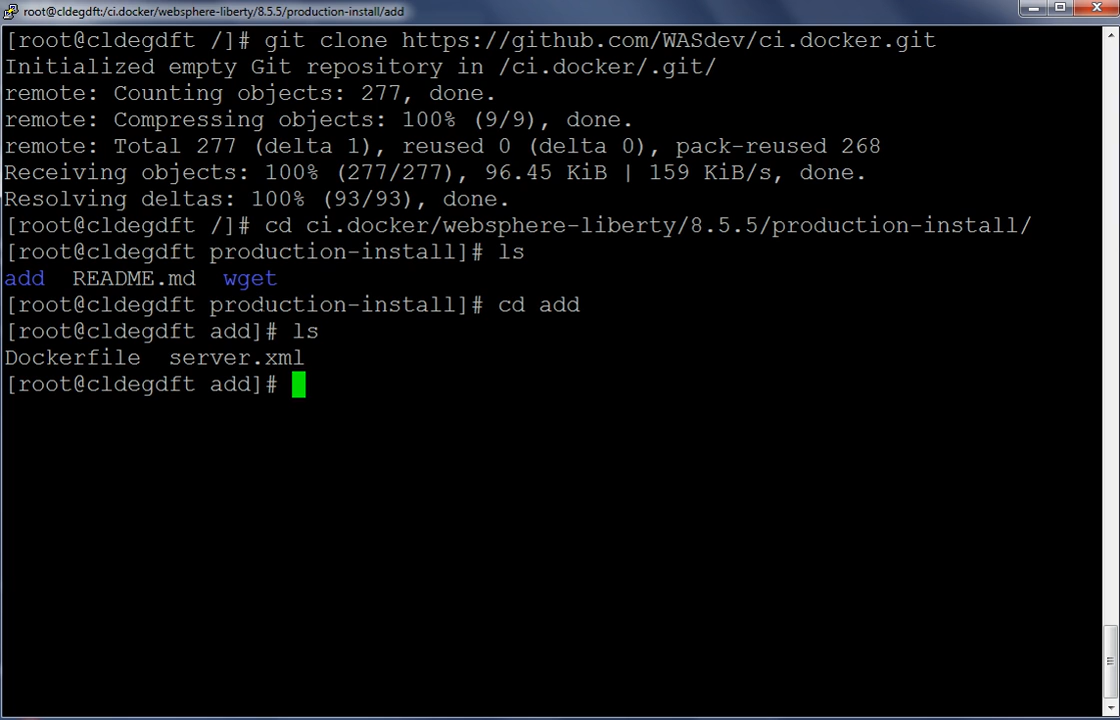 root@cldegdft:/ci.docker/websphere-liberty/8.5.5/production-install/add
[root@cldegdft /]# git clone https://github.com/WASdev/ci.docker.git
Initialized empty Git repository in /ci.docker/.git/
remote: Counting objects: 277, done.
remote: Compressing objects: 100% (9/9), done.
remote: Total 277 (delta 1), reused 0 (delta 0), pack-reused 268
Receiving objects: 100% (277/277), 96.45 KiB | 159 KiB/s, done.
Resolving deltas: 100% (93/93), done.
[root@cldegdft /]# cd ci.docker/websphere-liberty/8.5.5/production-install/
[root@cldegdft production-install]# ls
add  README.md  wget
[root@cldegdft production-install]# cd add
[root@cldegdft add]# ls
Dockerfile  server.xml
[root@cldegdft add]#